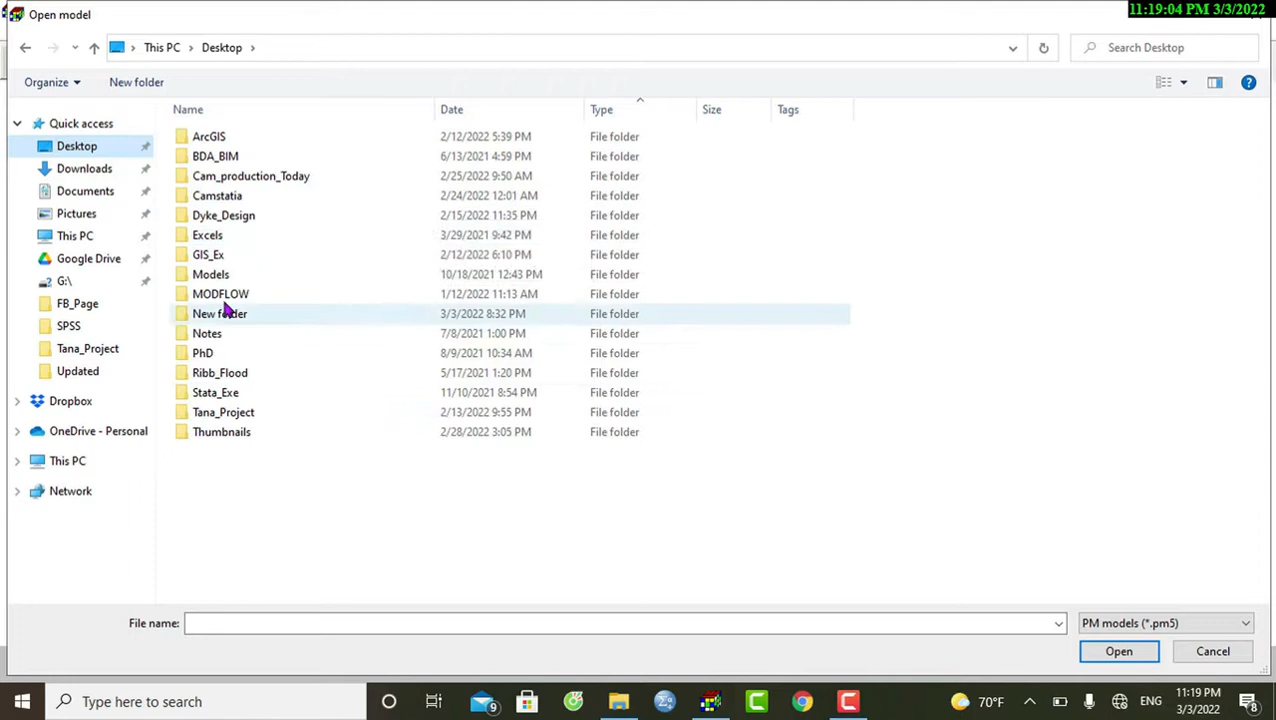 Open model
11:19:04 PM 3/3/2022
This PC
Desktop
Search Desktop
Organize
New folder
Name
Date
Type
Size
Tags
Quick access
Desktop
Downloads
Documents
Pictures
This PC
Google Drive
G:\
FB_Page
SPSS
Tana_Project
Updated
Dropbox
OneDrive - Personal
This PC
Network
ArcGIS 2/12/2022 5:39 PM File folder
BDA_BIM 6/13/2021 4:59 PM File folder
Cam_production_Today 2/25/2022 9:50 AM File folder
Camstatia 2/24/2022 12:01 AM File folder
Dyke_Design 2/15/2022 11:35 PM File folder
Excels 3/29/2021 9:42 PM File folder
GIS_Ex 2/12/2022 6:10 PM File folder
Models 10/18/2021 12:43 PM File folder
MODFLOW 1/12/2022 11:13 AM File folder
New folder 3/3/2022 8:32 PM File folder
Notes 7/8/2021 1:00 PM File folder
PhD 8/9/2021 10:34 AM File folder
Ribb_Flood 5/17/2021 1:20 PM File folder
Stata_Exe 11/10/2021 8:54 PM File folder
Tana_Project 2/13/2022 9:55 PM File folder
Thumbnails 2/28/2022 3:05 PM File folder
File name:
PM models (*.pm5)
Open
Cancel
Type here to search
9
70°F
ENG
11:19 PM
3/3/2022
8